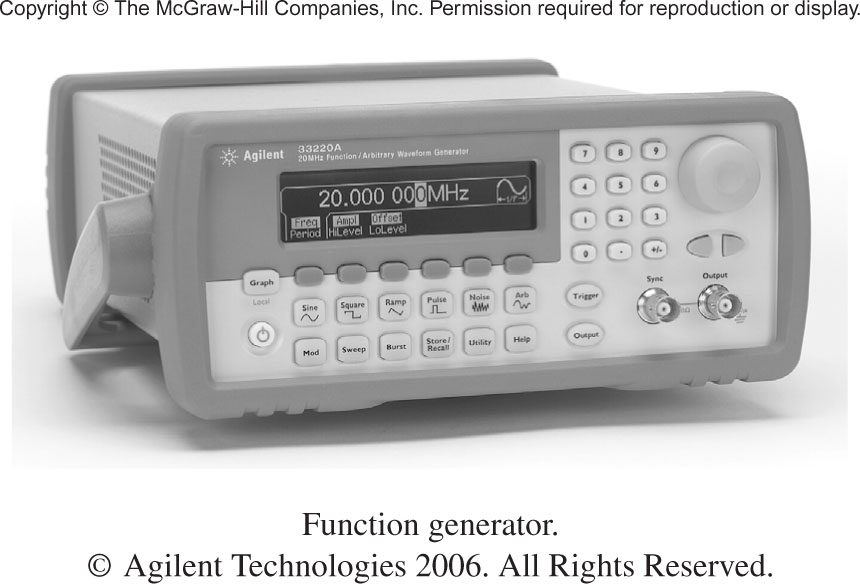 Copyright © The McGraw-Hill Companies, Inc. Permission required for reproduction or display.
Agilent
33220A
20MHz Function / Arbitrary Waveform Generator
20.000 000MHz
Freq Ampl Offset
Period HiLevel LoLevel
7 8 9
4 5 6
1 2 3
0 . +/-
Graph
Local
Sine Square Ramp Pulse Noise Arb
Trigger
Sync Output
Mod Sweep Burst Store/ Utility Help
Recall
Output
Function generator.
© Agilent Technologies 2006. All Rights Reserved.